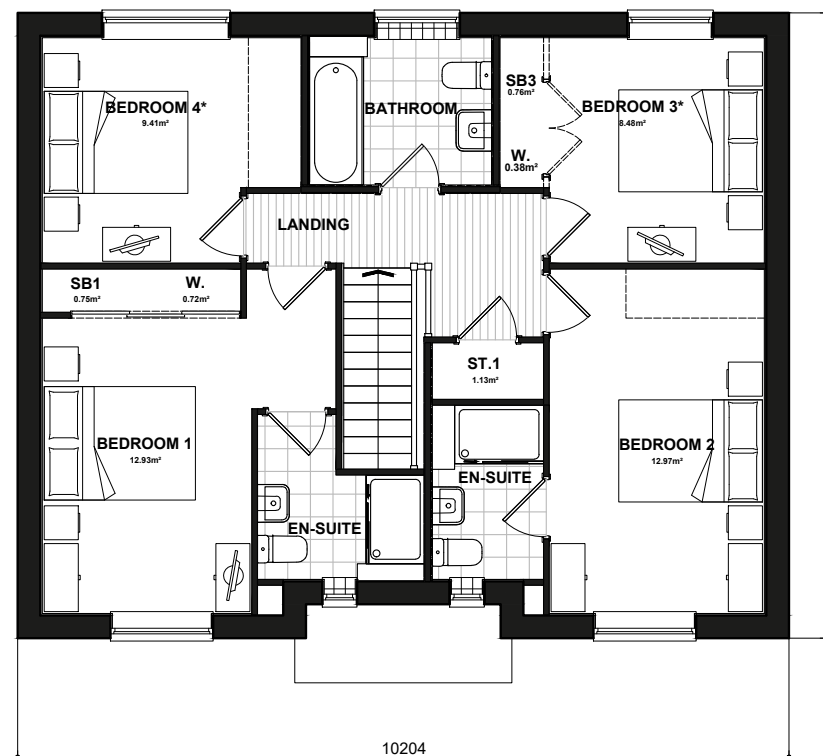 BEDROOM 4*
9.41m²
BATHROOM
SB3
0.76m²
BEDROOM 3*
8.48m²
W.
0.38m²
LANDING
SB1
0.75m²
W.
0.72m²
ST.1
1.13m²
BEDROOM 1
12.93m²
BEDROOM 2
12.97m²
EN-SUITE
EN-SUITE
10204